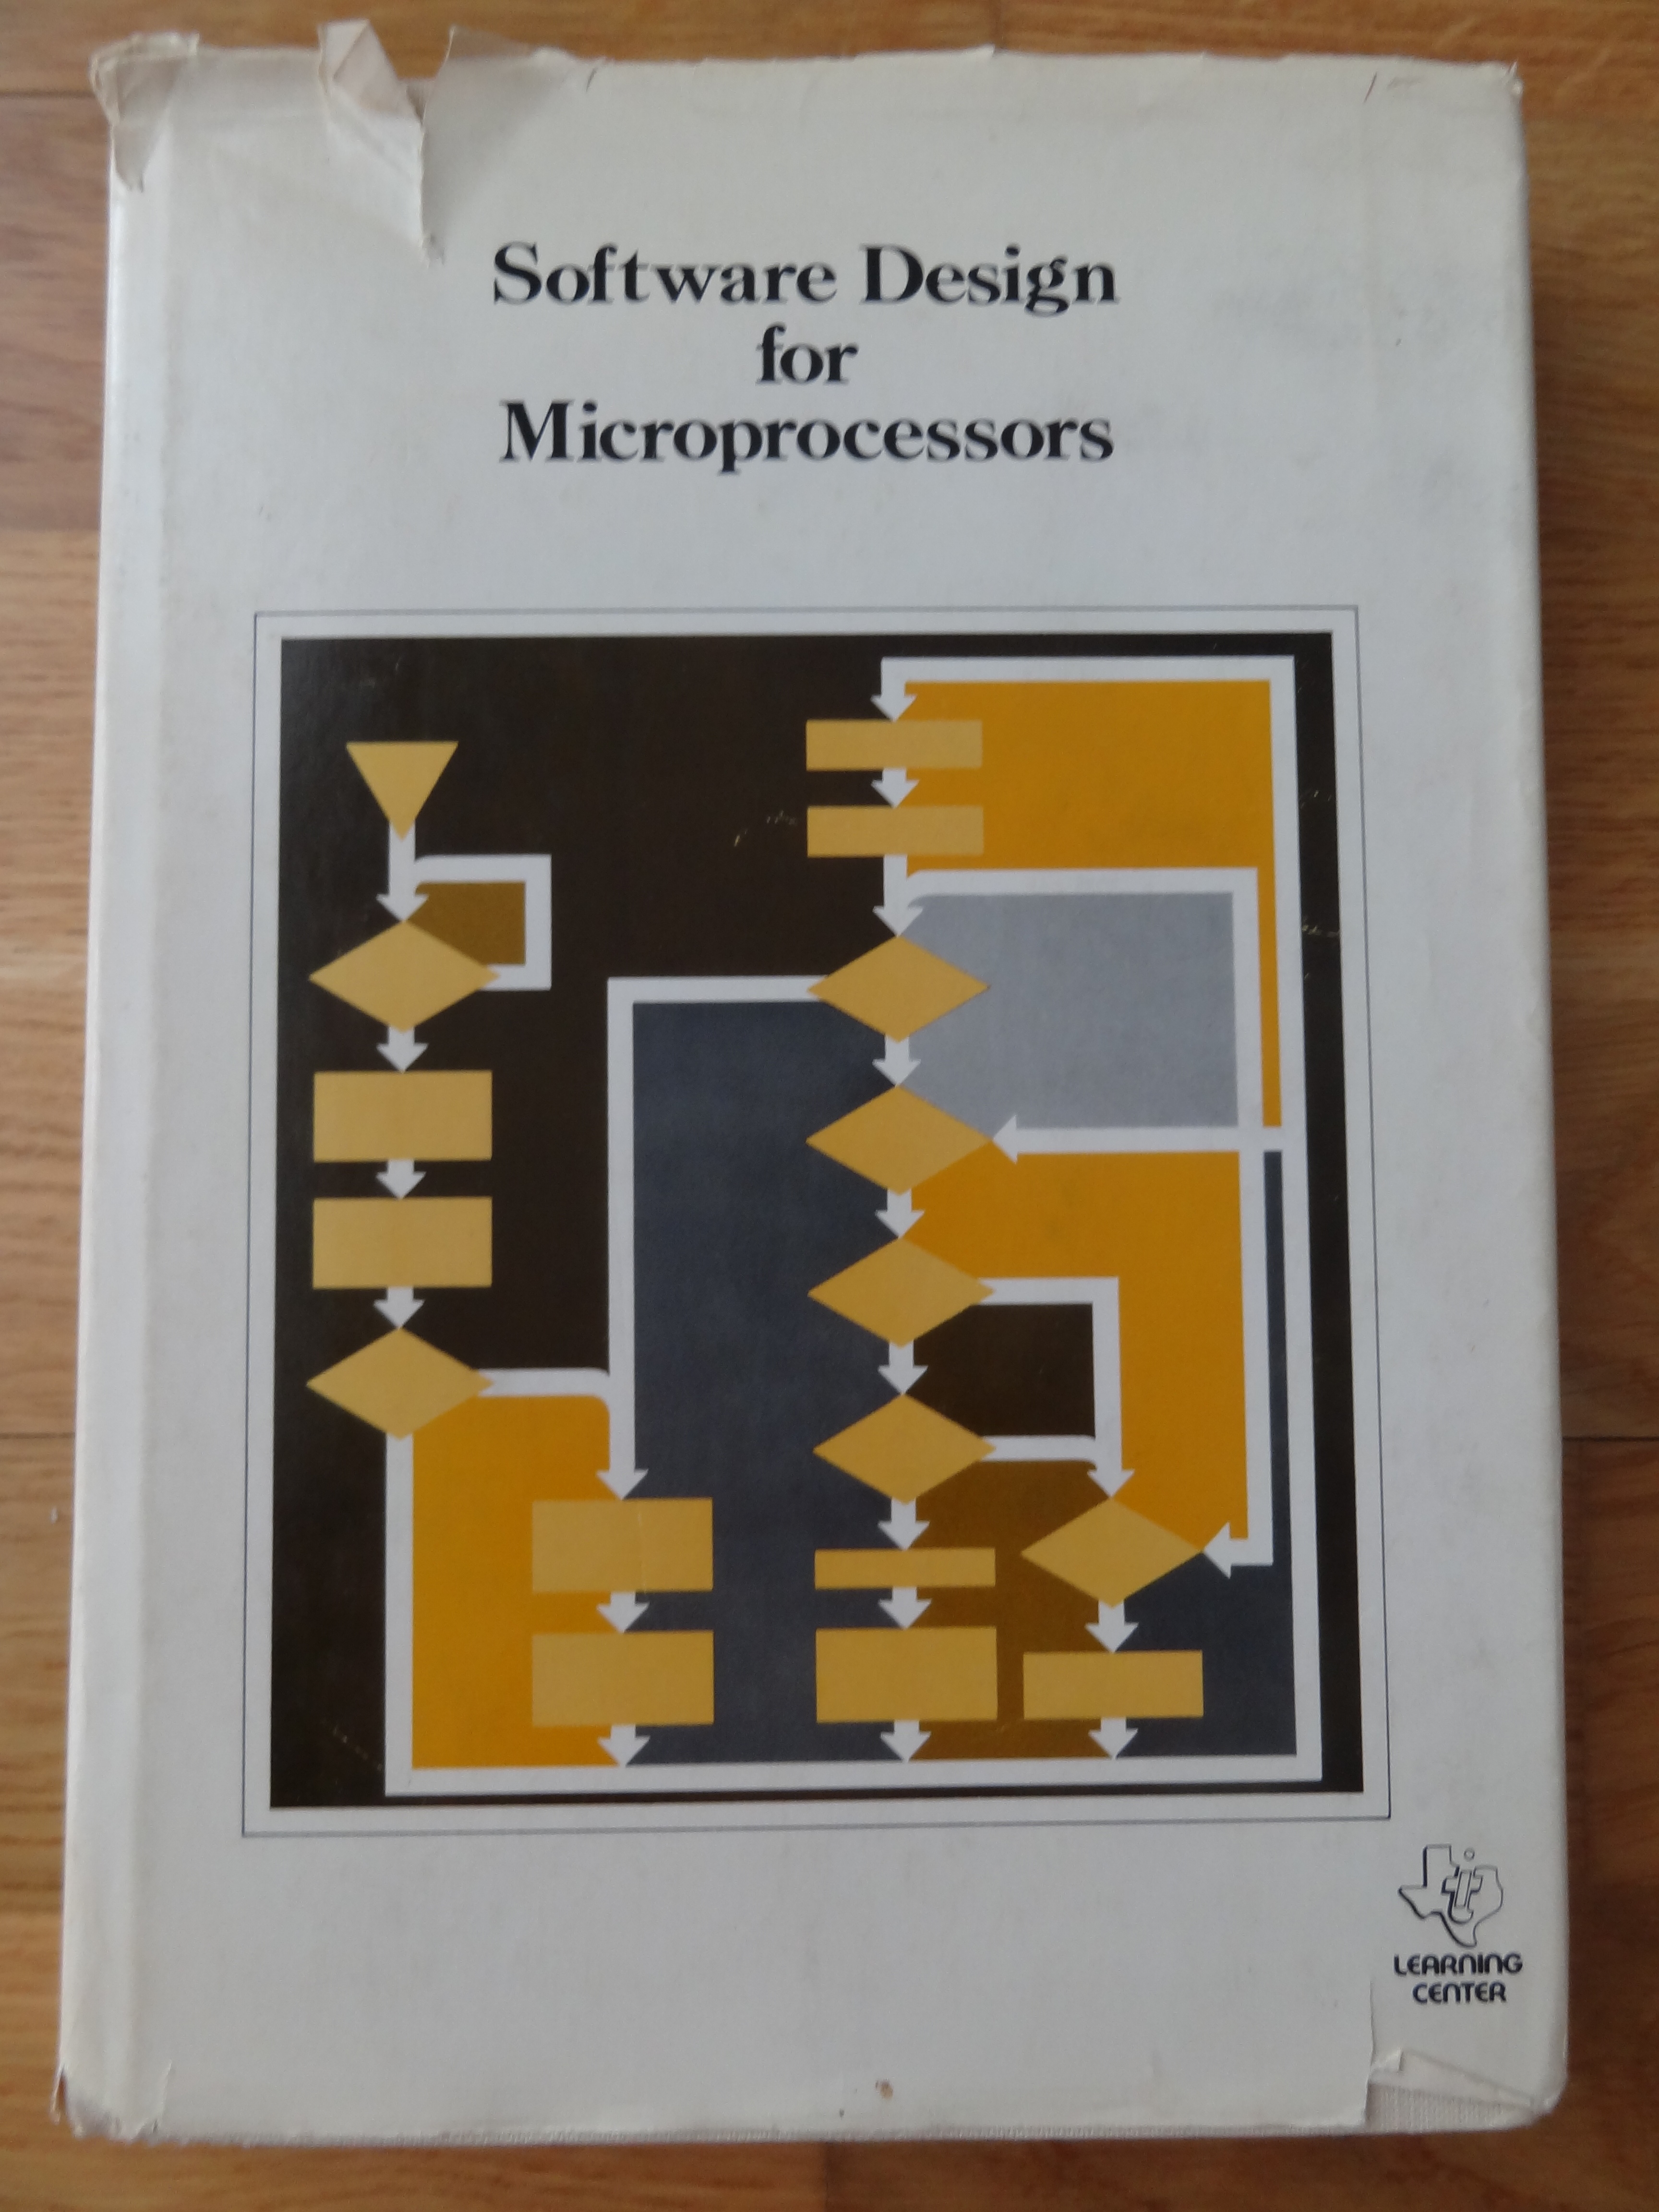 Software Design
for
Microprocessors
LEARNING
CENTER